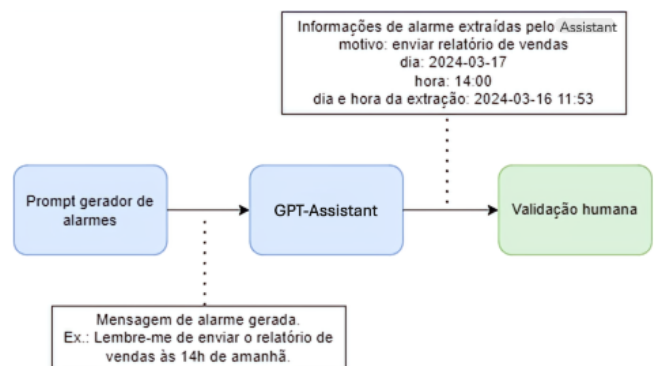 Informações de alarme extraídas pelo Assistant
motivo: enviar relatório de vendas
dia: 2024-03-17
hora: 14:00
dia e hora da extração: 2024-03-16 11:53
Prompt gerador de
alarmes
GPT-Assistant
Validação humana
Mensagem de alarme gerada.
Ex.: Lembre-me de enviar o relatório de
vendas às 14h de amanhã.